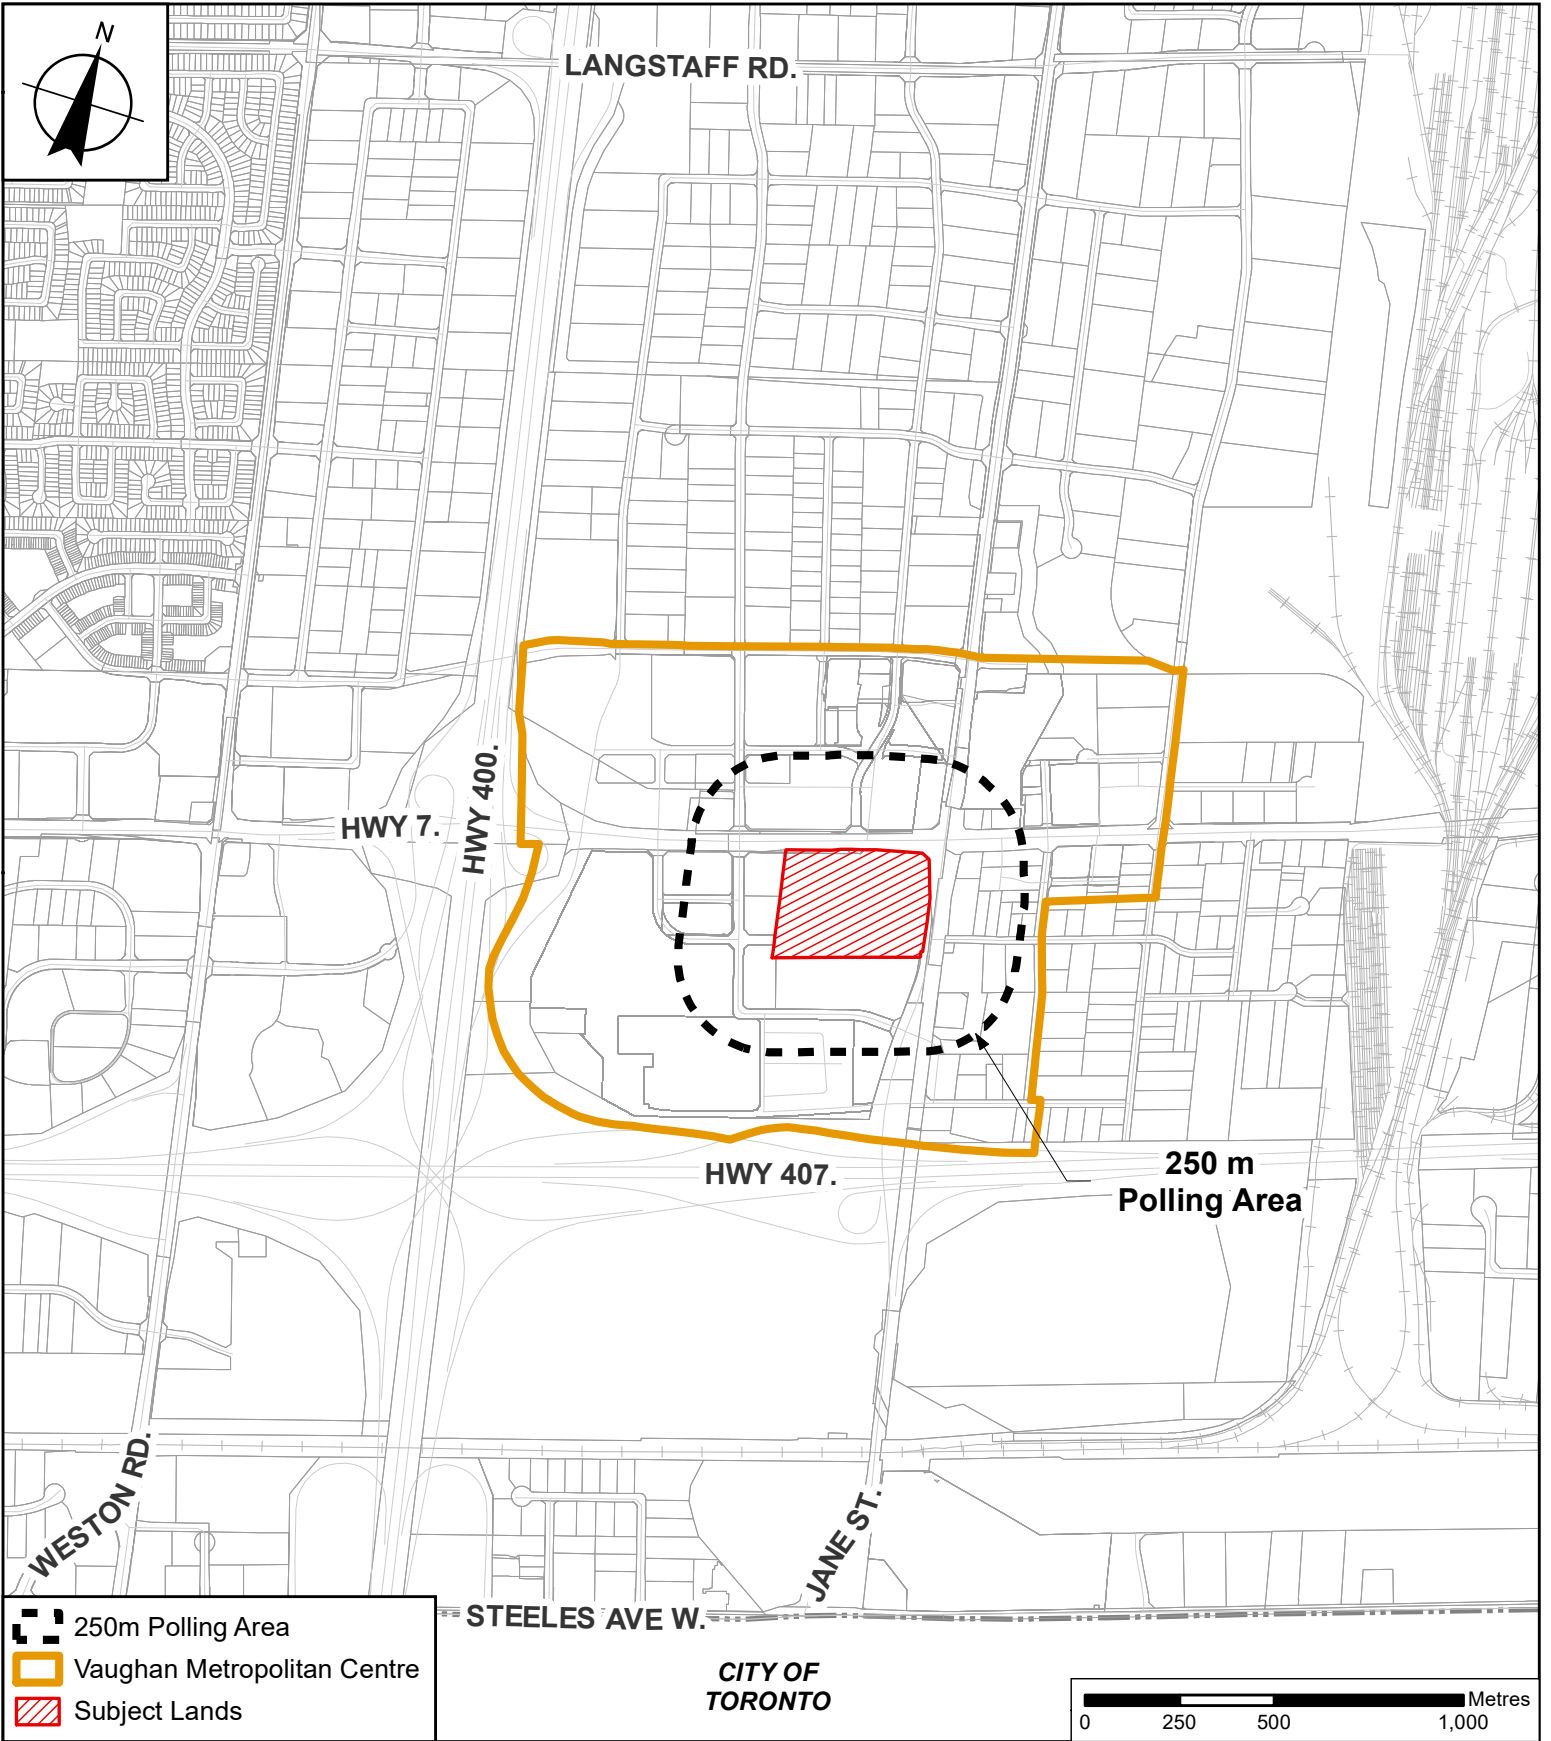 N
LANGSTAFF RD.
HWY 400.
HWY 7.
250 m
Polling Area
HWY 407.
WESTON RD.
JANE ST.
STEELES AVE W.
CITY OF
TORONTO
250m Polling Area
Vaughan Metropolitan Centre
Subject Lands
Metres
0 250 500 1,000